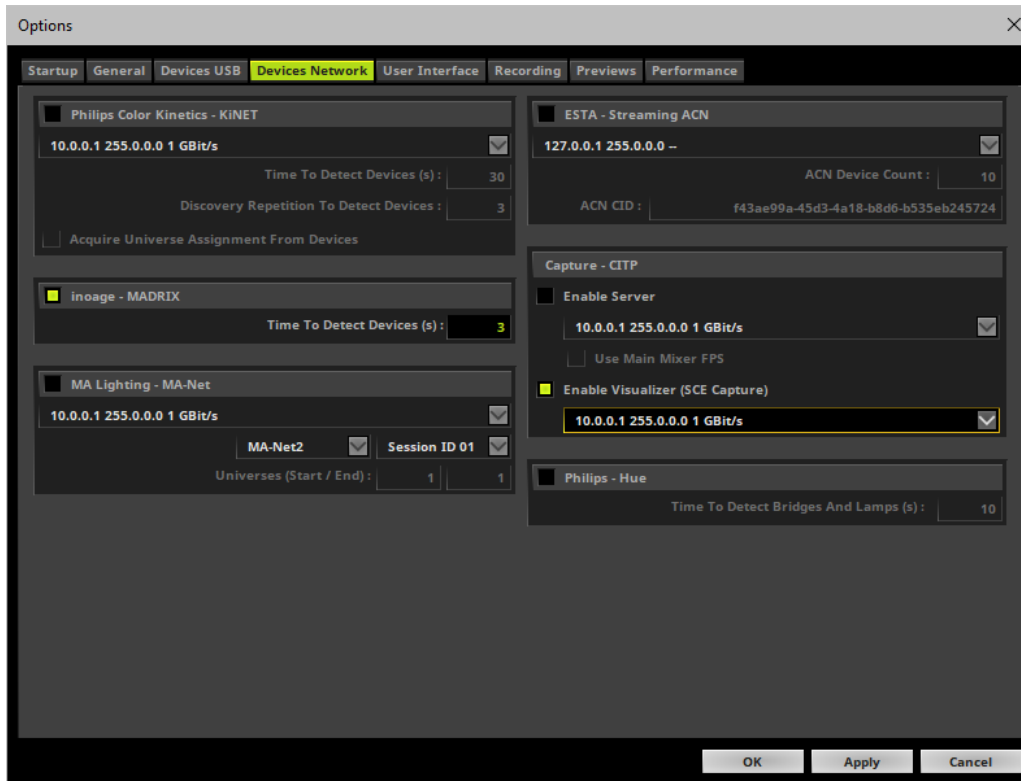 Options
Startup General Devices USB Devices Network User Interface Recording Previews Performance
Philips Color Kinetics - KiNET
10.0.0.1 255.0.0.0 1 GBit/s
Time To Detect Devices (s) : 30
Discovery Repetition To Detect Devices : 3
Acquire Universe Assignment From Devices
inoage - MADRIX
Time To Detect Devices (s) : 3
MA Lighting - MA-Net
10.0.0.1 255.0.0.0 1 GBit/s
MA-Net2 Session ID 01
Universes (Start / End) : 1 1
ESTA - Streaming ACN
127.0.0.1 255.0.0.0 --
ACN Device Count : 10
ACN CID : f43ae99a-45d3-4a18-b8d6-b535eb245724
Capture - CITP
Enable Server
10.0.0.1 255.0.0.0 1 GBit/s
Use Main Mixer FPS
Enable Visualizer (SCE Capture)
10.0.0.1 255.0.0.0 1 GBit/s
Philips - Hue
Time To Detect Bridges And Lamps (s) : 10
OK Apply Cancel